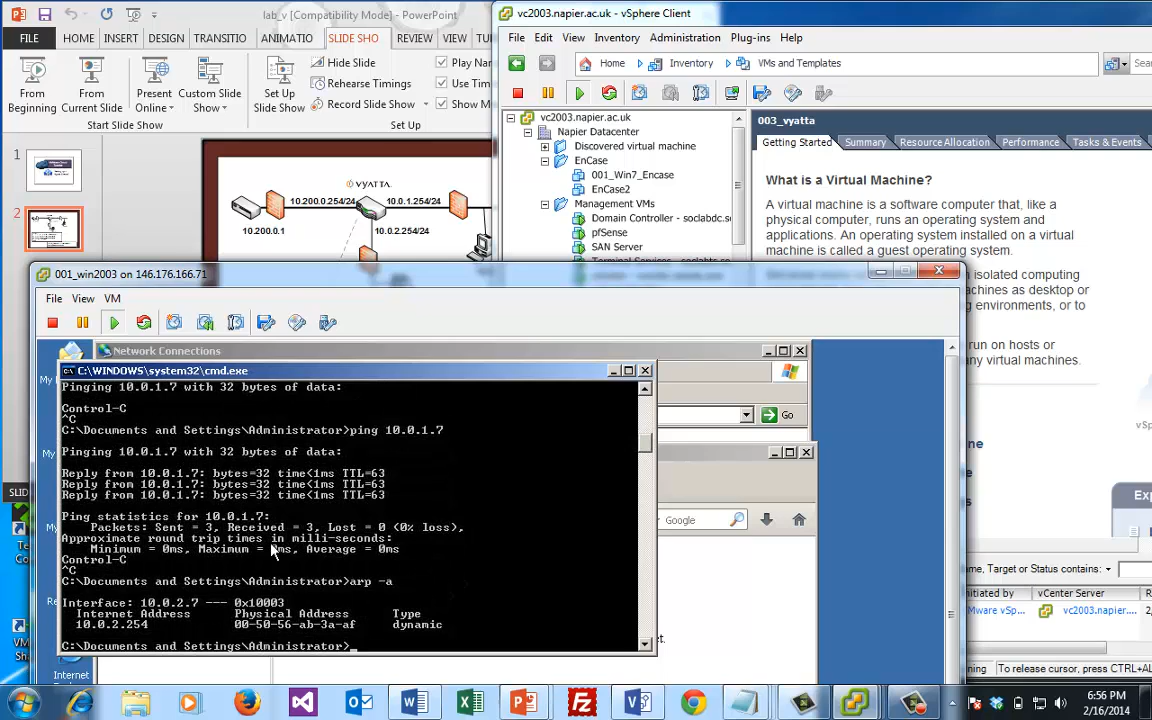 lab_v [Compatibility Mode] - PowerPoint
FILE HOME INSERT DESIGN TRANSITIO ANIMATIO SLIDE SHO REVIEW VIEW
From Beginning
From Current Slide
Present Online
Custom Slide Show
Set Up Slide Show
Hide Slide
Rehearse Timings
Record Slide Show
Play Na
Use Tim
Show M
Start Slide Show
Set Up
1
2
VYATTA
10.200.0.254/24
10.0.1.254/24
10.200.0.1
10.0.2.254/24
vc2003.napier.ac.uk - vSphere Client
File Edit View Inventory Administration Plug-ins Help
Home
Inventory
VMs and Templates
Sear
vc2003.napier.ac.uk
Napier Datacenter
Discovered virtual machine
EnCase
001_Win7_Encase
EnCase2
Management VMs
Domain Controller - soclabdc.
pfSense
SAN Server
003_vyatta
Getting Started Summary Resource Allocation Performance Tasks & Events
What is a Virtual Machine?
A virtual machine is a software computer that, like a
physical computer, runs an operating system and
applications. An operating system installed on a virtual
machine is called a guest operating system.
n isolated computing
achines as desktop or
g environments, or to
run on hosts or
any virtual machines.
001_win2003 on 146.176.166.71
File View VM
Network Connections
C:\WINDOWS\system32\cmd.exe
Pinging 10.0.1.7 with 32 bytes of data:
Control-C
^C
C:\Documents and Settings\Administrator>ping 10.0.1.7
Pinging 10.0.1.7 with 32 bytes of data:
Reply from 10.0.1.7: bytes=32 time<1ms TTL=63
Reply from 10.0.1.7: bytes=32 time<1ms TTL=63
Reply from 10.0.1.7: bytes=32 time<1ms TTL=63
Ping statistics for 10.0.1.7:
Packets: Sent = 3, Received = 3, Lost = 0 (0% loss),
Approximate round trip times in milli-seconds:
Minimum = 0ms, Maximum = 0ms, Average = 0ms
Control-C
^C
C:\Documents and Settings\Administrator>arp -a
Interface: 10.0.2.7 --- 0x10003
Internet Address Physical Address Type
10.0.2.254 00-50-56-ab-3a-af dynamic
C:\Documents and Settings\Administrator>_
Go
Google
Internet
Name, Target or Status
itiated by
vCenter Server
Mware vSp...
vc2003.napier....
To release cursor, press CTRL+AL
6:56 PM
2/16/2014